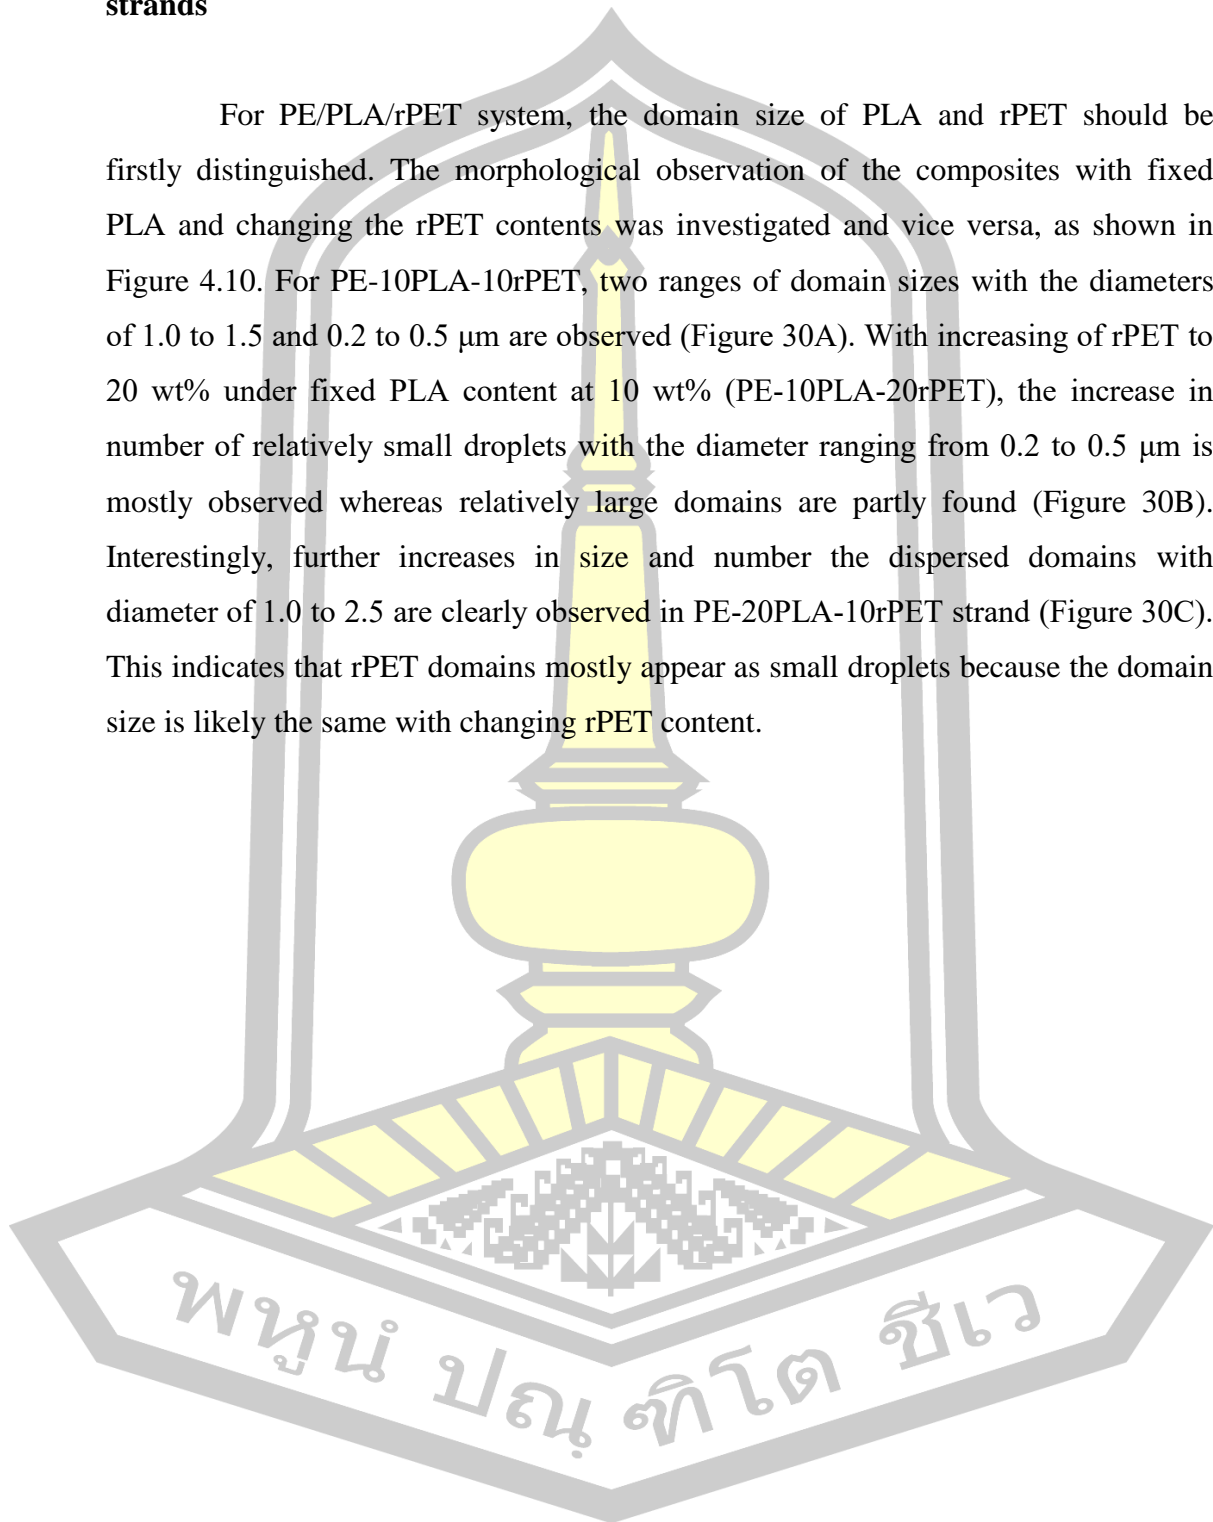 strands
For PE/PLA/rPET system, the domain size of PLA and rPET should be
firstly distinguished. The morphological observation of the composites with fixed
PLA and changing the rPET contents was investigated and vice versa, as shown in
Figure 4.10. For PE-10PLA-10rPET, two ranges of domain sizes with the diameters
of 1.0 to 1.5 and 0.2 to 0.5 μm are observed (Figure 30A). With increasing of rPET to
20 wt% under fixed PLA content at 10 wt% (PE-10PLA-20rPET), the increase in
number of relatively small droplets with the diameter ranging from 0.2 to 0.5 μm is
mostly observed whereas relatively large domains are partly found (Figure 30B).
Interestingly, further increases in size and number the dispersed domains with
diameter of 1.0 to 2.5 are clearly observed in PE-20PLA-10rPET strand (Figure 30C).
This indicates that rPET domains mostly appear as small droplets because the domain
size is likely the same with changing rPET content.
พหูนํ ปณฺฑิโต ชีเว